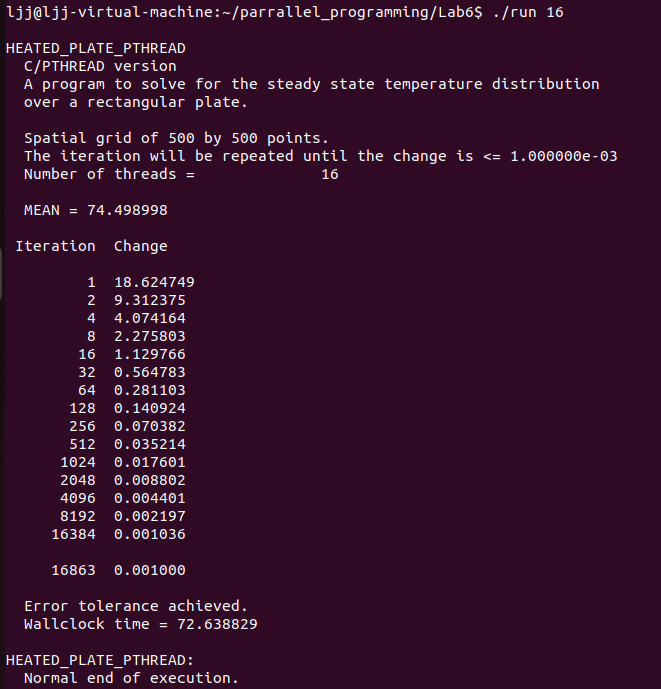 ljj@ljj-virtual-machine:~/parrallel_programming/Lab6$ ./run 16
HEATED_PLATE_PTHREAD
C/PTHREAD version
A program to solve for the steady state temperature distribution
over a rectangular plate.
Spatial grid of 500 by 500 points.
The iteration will be repeated until the change is <= 1.000000e-03
Number of threads = 16
MEAN = 74.498998
Iteration Change
1 18.624749
2 9.312375
4 4.074164
8 2.275803
16 1.129766
32 0.564783
64 0.281103
128 0.140924
256 0.070382
512 0.035214
1024 0.017601
2048 0.008802
4096 0.004401
8192 0.002197
16384 0.001036
16863 0.001000
Error tolerance achieved.
Wallclock time = 72.638829
HEATED_PLATE_PTHREAD:
Normal end of execution.